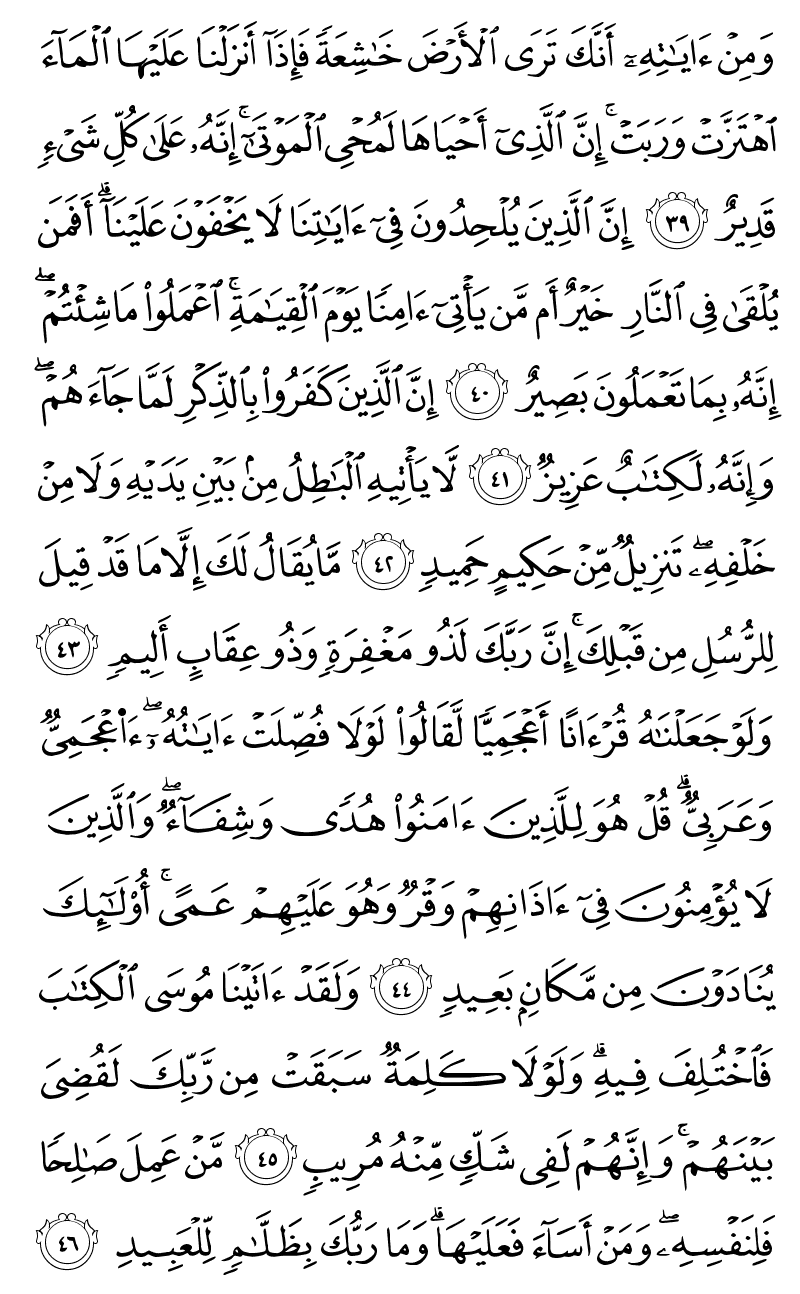 وَمِنْ ءَايَٰتِهِۦٓ أَنَّكَ تَرَى ٱلْأَرْضَ خَٰشِعَةً فَإِذَآ أَنزَلْنَا عَلَيْهَا ٱلْمَآءَ
ٱهْتَزَّتْ وَرَبَتْ ۚ إِنَّ ٱلَّذِىٓ أَحْيَاهَا لَمُحْىِ ٱلْمَوْتَىٰٓ ۚ إِنَّهُۥ عَلَىٰ كُلِّ شَىْءٍ
قَدِيرٌ ٣٩ إِنَّ ٱلَّذِينَ يُلْحِدُونَ فِىٓ ءَايَٰتِنَا لَا يَخْفَوْنَ عَلَيْنَآ ۗ أَفَمَن
يُلْقَىٰ فِى ٱلنَّارِ خَيْرٌ أَم مَّن يَأْتِىٓ ءَامِنًا يَوْمَ ٱلْقِيَٰمَةِ ۚ ٱعْمَلُوا۟ مَا شِئْتُمْ ۖ
إِنَّهُۥ بِمَا تَعْمَلُونَ بَصِيرٌ ٤٠ إِنَّ ٱلَّذِينَ كَفَرُوا۟ بِٱلذِّكْرِ لَمَّا جَآءَهُمْ ۖ
وَإِنَّهُۥ لَكِتَٰبٌ عَزِيزٌ ٤١ لَّا يَأْتِيهِ ٱلْبَٰطِلُ مِنۢ بَيْنِ يَدَيْهِ وَلَا مِنْ
خَلْفِهِۦ ۖ تَنزِيلٌ مِّنْ حَكِيمٍ حَمِيدٍ ٤٢ مَّا يُقَالُ لَكَ إِلَّا مَا قَدْ قِيلَ
لِلرُّسُلِ مِن قَبْلِكَ ۚ إِنَّ رَبَّكَ لَذُو مَغْفِرَةٍ وَذُو عِقَابٍ أَلِيمٍ ٤٣
وَلَوْ جَعَلْنَٰهُ قُرْءَانًا أَعْجَمِيًّا لَّقَالُوا۟ لَوْلَا فُصِّلَتْ ءَايَٰتُهُۥٓ ۖ ءَا۬عْجَمِىٌّ
وَعَرَبِىٌّ ۗ قُلْ هُوَ لِلَّذِينَ ءَامَنُوا۟ هُدًى وَشِفَآءٌ ۖ وَٱلَّذِينَ
لَا يُؤْمِنُونَ فِىٓ ءَاذَانِهِمْ وَقْرٌ وَهُوَ عَلَيْهِمْ عَمًى ۚ أُو۟لَٰٓئِكَ
يُنَادَوْنَ مِن مَّكَانٍۭ بَعِيدٍ ٤٤ وَلَقَدْ ءَاتَيْنَا مُوسَى ٱلْكِتَٰبَ
فَٱخْتُلِفَ فِيهِ ۗ وَلَوْلَا كَلِمَةٌ سَبَقَتْ مِن رَّبِّكَ لَقُضِىَ
بَيْنَهُمْ ۚ وَإِنَّهُمْ لَفِى شَكٍّ مِّنْهُ مُرِيبٍ ٤٥ مَّنْ عَمِلَ صَٰلِحًا
فَلِنَفْسِهِۦ ۖ وَمَنْ أَسَآءَ فَعَلَيْهَا ۗ وَمَا رَبُّكَ بِظَلَّٰمٍ لِّلْعَبِيدِ ٤٦